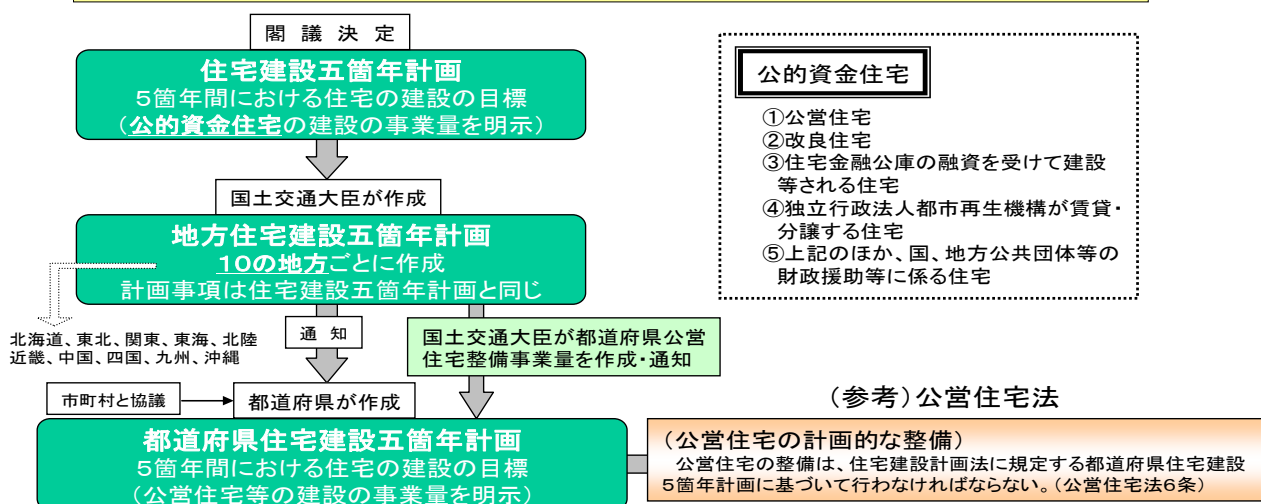 閣議決定
住宅建設五箇年計画
5箇年間における住宅の建設の目標
(公的資金住宅の建設の事業量を明示)
国土交通大臣が作成
地方住宅建設五箇年計画
10の地方ごとに作成
計画事項は住宅建設五箇年計画と同じ
北海道、東北、関東、東海、北陸
近畿、中国、四国、九州、沖縄
通知
国土交通大臣が都道府県公営
住宅整備事業量を作成・通知
市町村と協議
都道府県が作成
都道府県住宅建設五箇年計画
5箇年間における住宅の建設の目標
(公営住宅等の建設の事業量を明示)
公的資金住宅
①公営住宅
②改良住宅
③住宅金融公庫の融資を受けて建設
等される住宅
④独立行政法人都市再生機構が賃貸・
分譲する住宅
⑤上記のほか、国、地方公共団体等の
財政援助等に係る住宅
(参考)公営住宅法
(公営住宅の計画的な整備)
公営住宅の整備は、住宅建設計画法に規定する都道府県住宅建設
5箇年計画に基づいて行わなければならない。(公営住宅法6条)